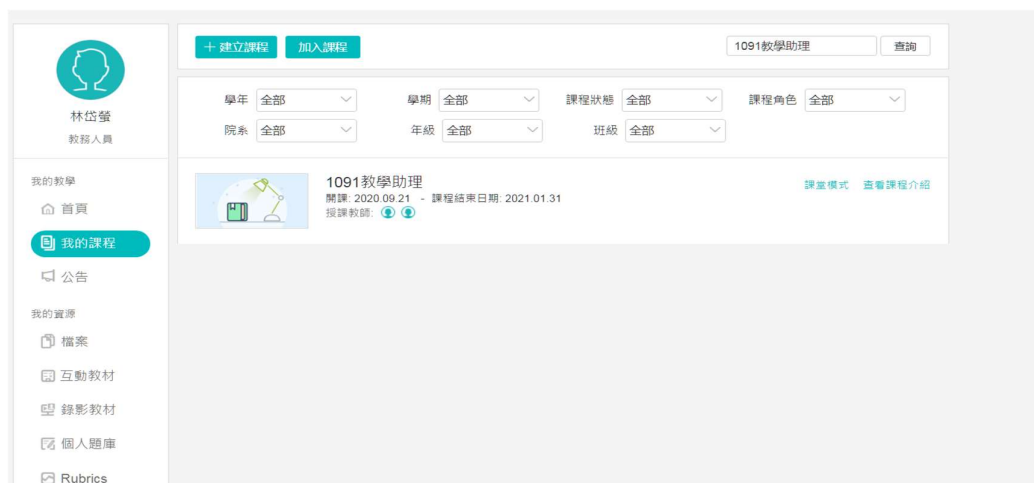 林岱螢
教務人員
我的教學
首頁
我的課程
公告
我的資源
檔案
互動教材
錄影教材
個人題庫
Rubrics
+ 建立課程 加入課程 1091教學助理 查詢
學年 全部 學期 全部 課程狀態 全部 課程角色 全部
院系 全部 年級 全部 班級 全部
1091教學助理 課堂模式 查看課程介紹
開課: 2020.09.21 - 課程結束日期: 2021.01.31
授課教師: